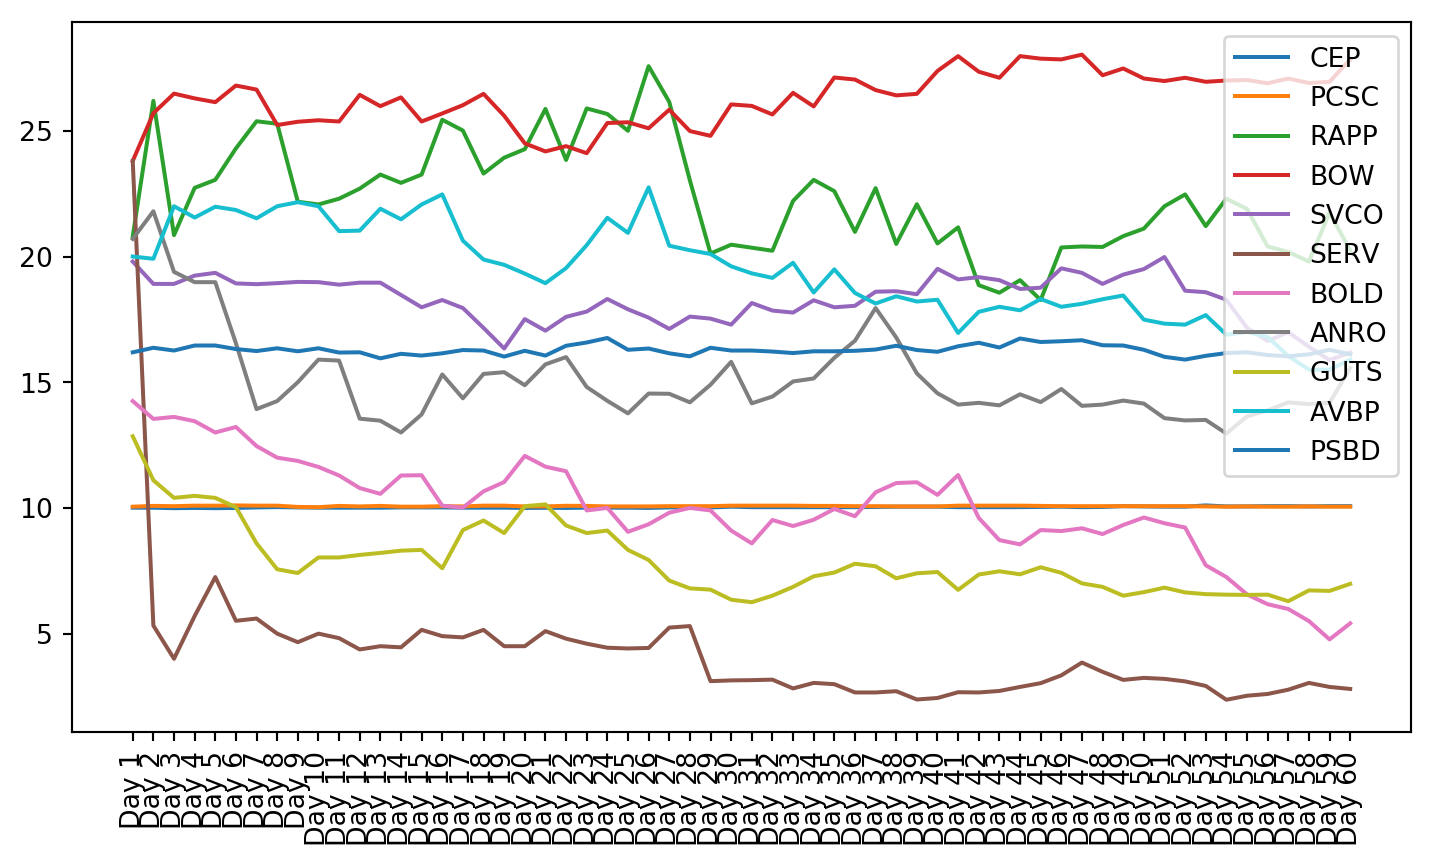 25
20
15
10
5
CEP
PCSC
RAPP
BOW
SVCO
SERV
BOLD
ANRO
GUTS
AVBP
PSBD
Day 1
Day 2
Day 3
Day 4
Day 5
Day 6
Day 7
Day 8
Day 9
Day 10
Day 11
Day 12
Day 13
Day 14
Day 15
Day 16
Day 17
Day 18
Day 19
Day 20
Day 21
Day 22
Day 23
Day 24
Day 25
Day 26
Day 27
Day 28
Day 29
Day 30
Day 31
Day 32
Day 33
Day 34
Day 35
Day 36
Day 37
Day 38
Day 39
Day 40
Day 41
Day 42
Day 43
Day 44
Day 45
Day 46
Day 47
Day 48
Day 49
Day 50
Day 51
Day 52
Day 53
Day 54
Day 55
Day 56
Day 57
Day 58
Day 59
Day 60